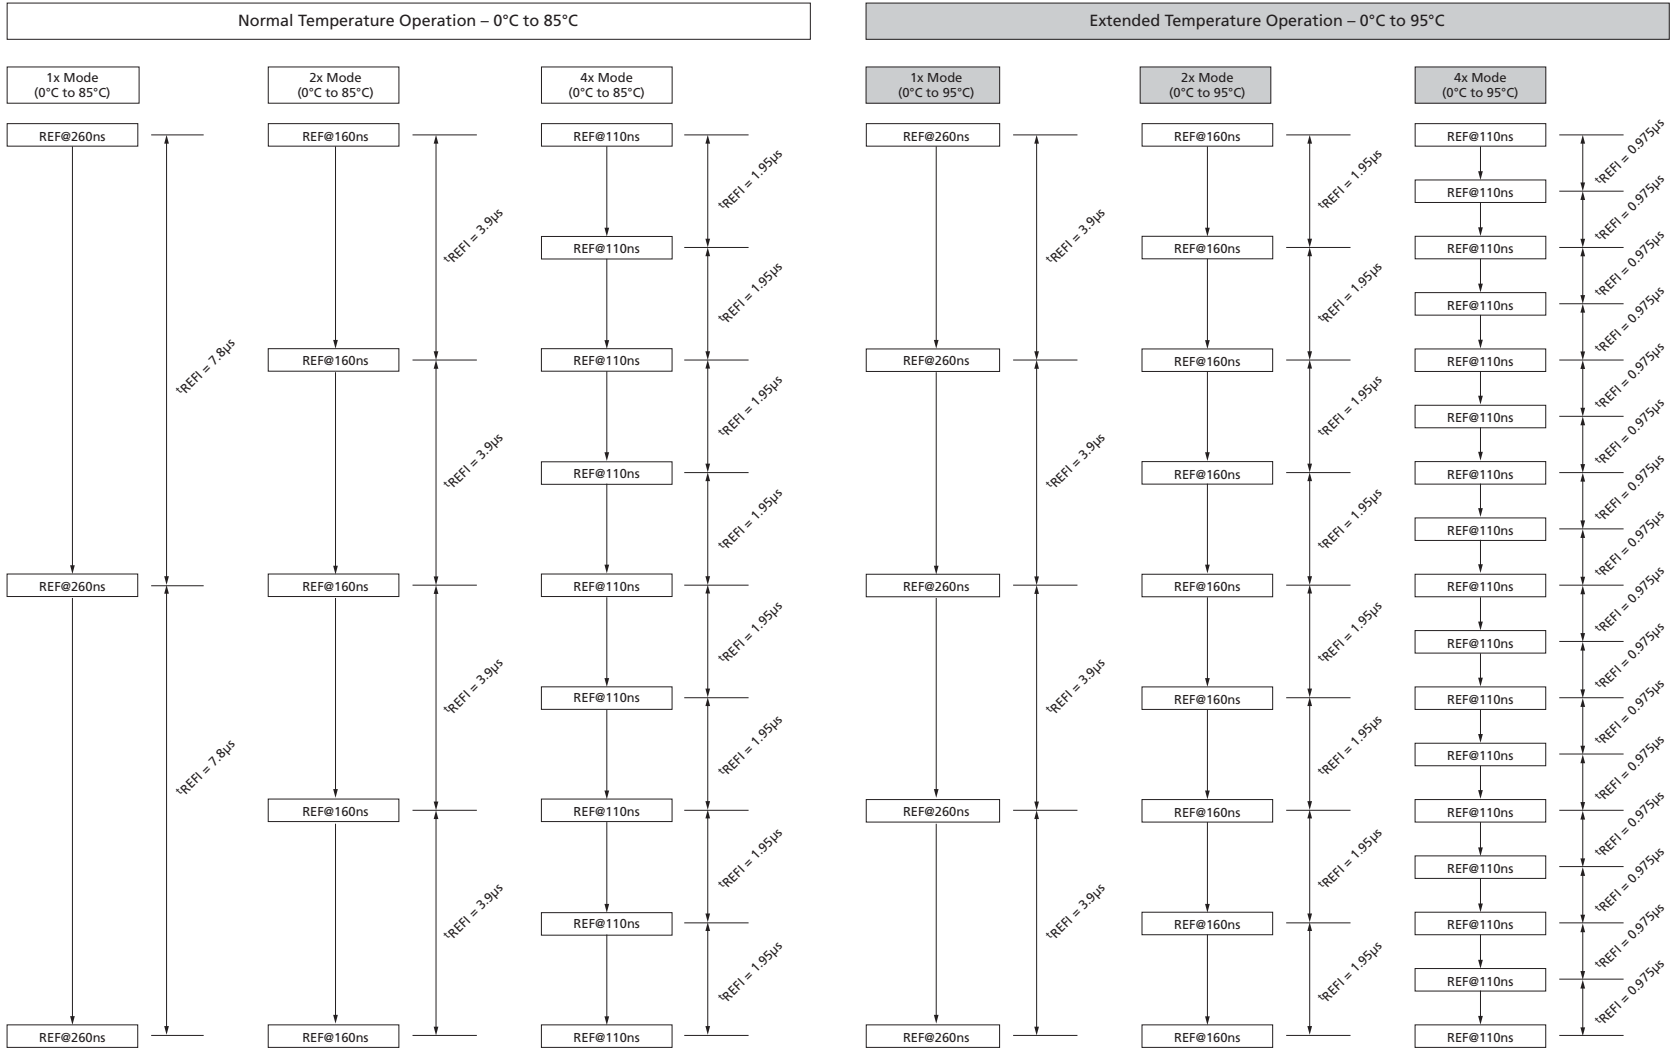 Normal Temperature Operation – 0°C to 85°C
1x Mode
(0°C to 85°C)
REF@260ns
tREFI = 7.8µs
REF@260ns
tREFI = 7.8µs
REF@260ns
2x Mode
(0°C to 85°C)
REF@160ns
tREFI = 3.9µs
REF@160ns
tREFI = 3.9µs
REF@160ns
tREFI = 3.9µs
REF@160ns
tREFI = 3.9µs
REF@160ns
4x Mode
(0°C to 85°C)
REF@110ns
tREFI = 1.95µs
REF@110ns
tREFI = 1.95µs
REF@110ns
tREFI = 1.95µs
REF@110ns
tREFI = 1.95µs
REF@110ns
tREFI = 1.95µs
REF@110ns
tREFI = 1.95µs
REF@110ns
tREFI = 1.95µs
REF@110ns
tREFI = 1.95µs
REF@110ns
Extended Temperature Operation – 0°C to 95°C
1x Mode
(0°C to 95°C)
REF@260ns
tREFI = 3.9µs
REF@260ns
tREFI = 3.9µs
REF@260ns
tREFI = 3.9µs
REF@260ns
tREFI = 3.9µs
REF@260ns
2x Mode
(0°C to 95°C)
REF@160ns
tREFI = 1.95µs
REF@160ns
tREFI = 1.95µs
REF@160ns
tREFI = 1.95µs
REF@160ns
tREFI = 1.95µs
REF@160ns
tREFI = 1.95µs
REF@160ns
tREFI = 1.95µs
REF@160ns
tREFI = 1.95µs
REF@160ns
tREFI = 1.95µs
REF@160ns
4x Mode
(0°C to 95°C)
REF@110ns
tREFI = 0.975µs
REF@110ns
tREFI = 0.975µs
REF@110ns
tREFI = 0.975µs
REF@110ns
tREFI = 0.975µs
REF@110ns
tREFI = 0.975µs
REF@110ns
tREFI = 0.975µs
REF@110ns
tREFI = 0.975µs
REF@110ns
tREFI = 0.975µs
REF@110ns
tREFI = 0.975µs
REF@110ns
tREFI = 0.975µs
REF@110ns
tREFI = 0.975µs
REF@110ns
tREFI = 0.975µs
REF@110ns
tREFI = 0.975µs
REF@110ns
tREFI = 0.975µs
REF@110ns
tREFI = 0.975µs
REF@110ns
tREFI = 0.975µs
REF@110ns